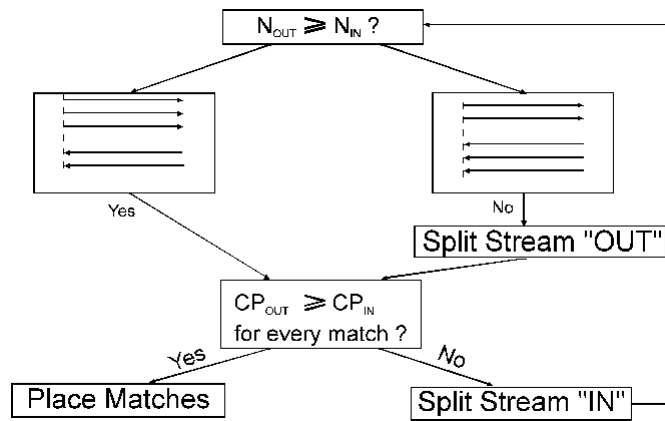 N_OUT ⩾ N_IN ?
Yes
No
Split Stream "OUT"
CP_OUT ⩾ CP_IN
for every match ?
Yes
No
Place Matches
Split Stream "IN"